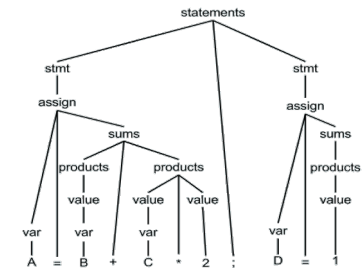 statements
stmt stmt
assign assign
sums sums
products products products
value value value value
var var var
A = B + C * 2 ; D = 1